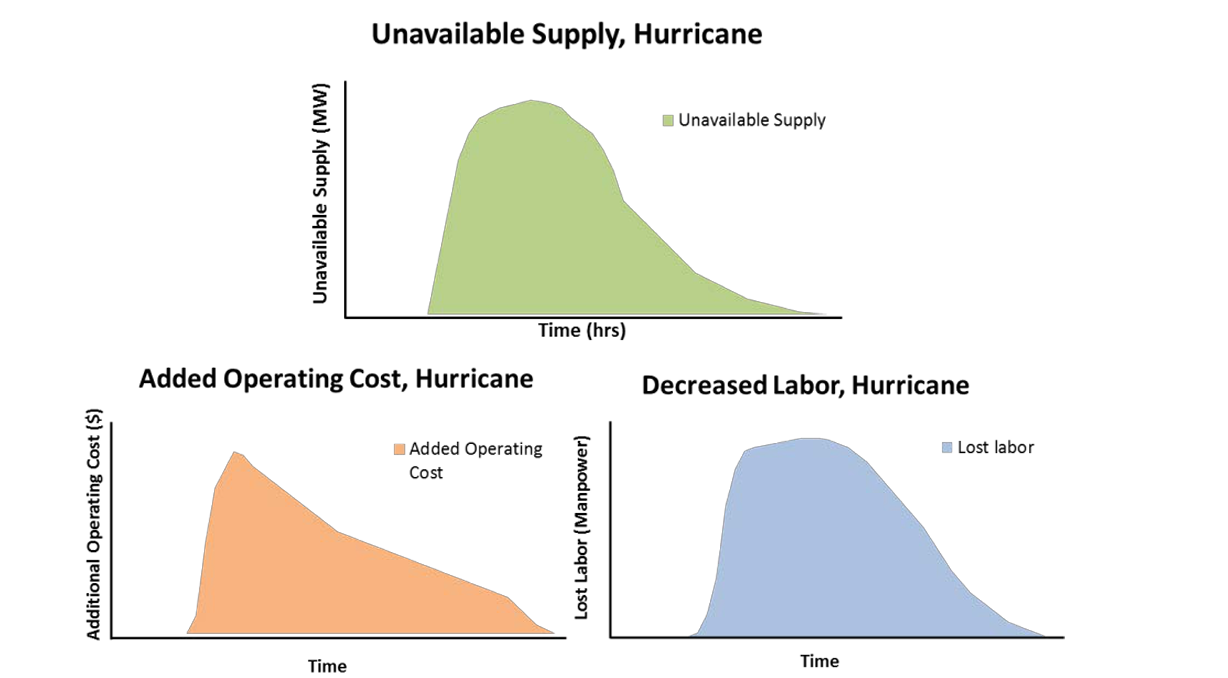 Unavailable Supply, Hurricane
Unavailable Supply (MW)
Unavailable Supply
Time (hrs)
Added Operating Cost, Hurricane
Additional Operating Cost ($)
Added Operating
Cost
Time
Decreased Labor, Hurricane
Lost Labor (Manpower)
Lost labor
Time